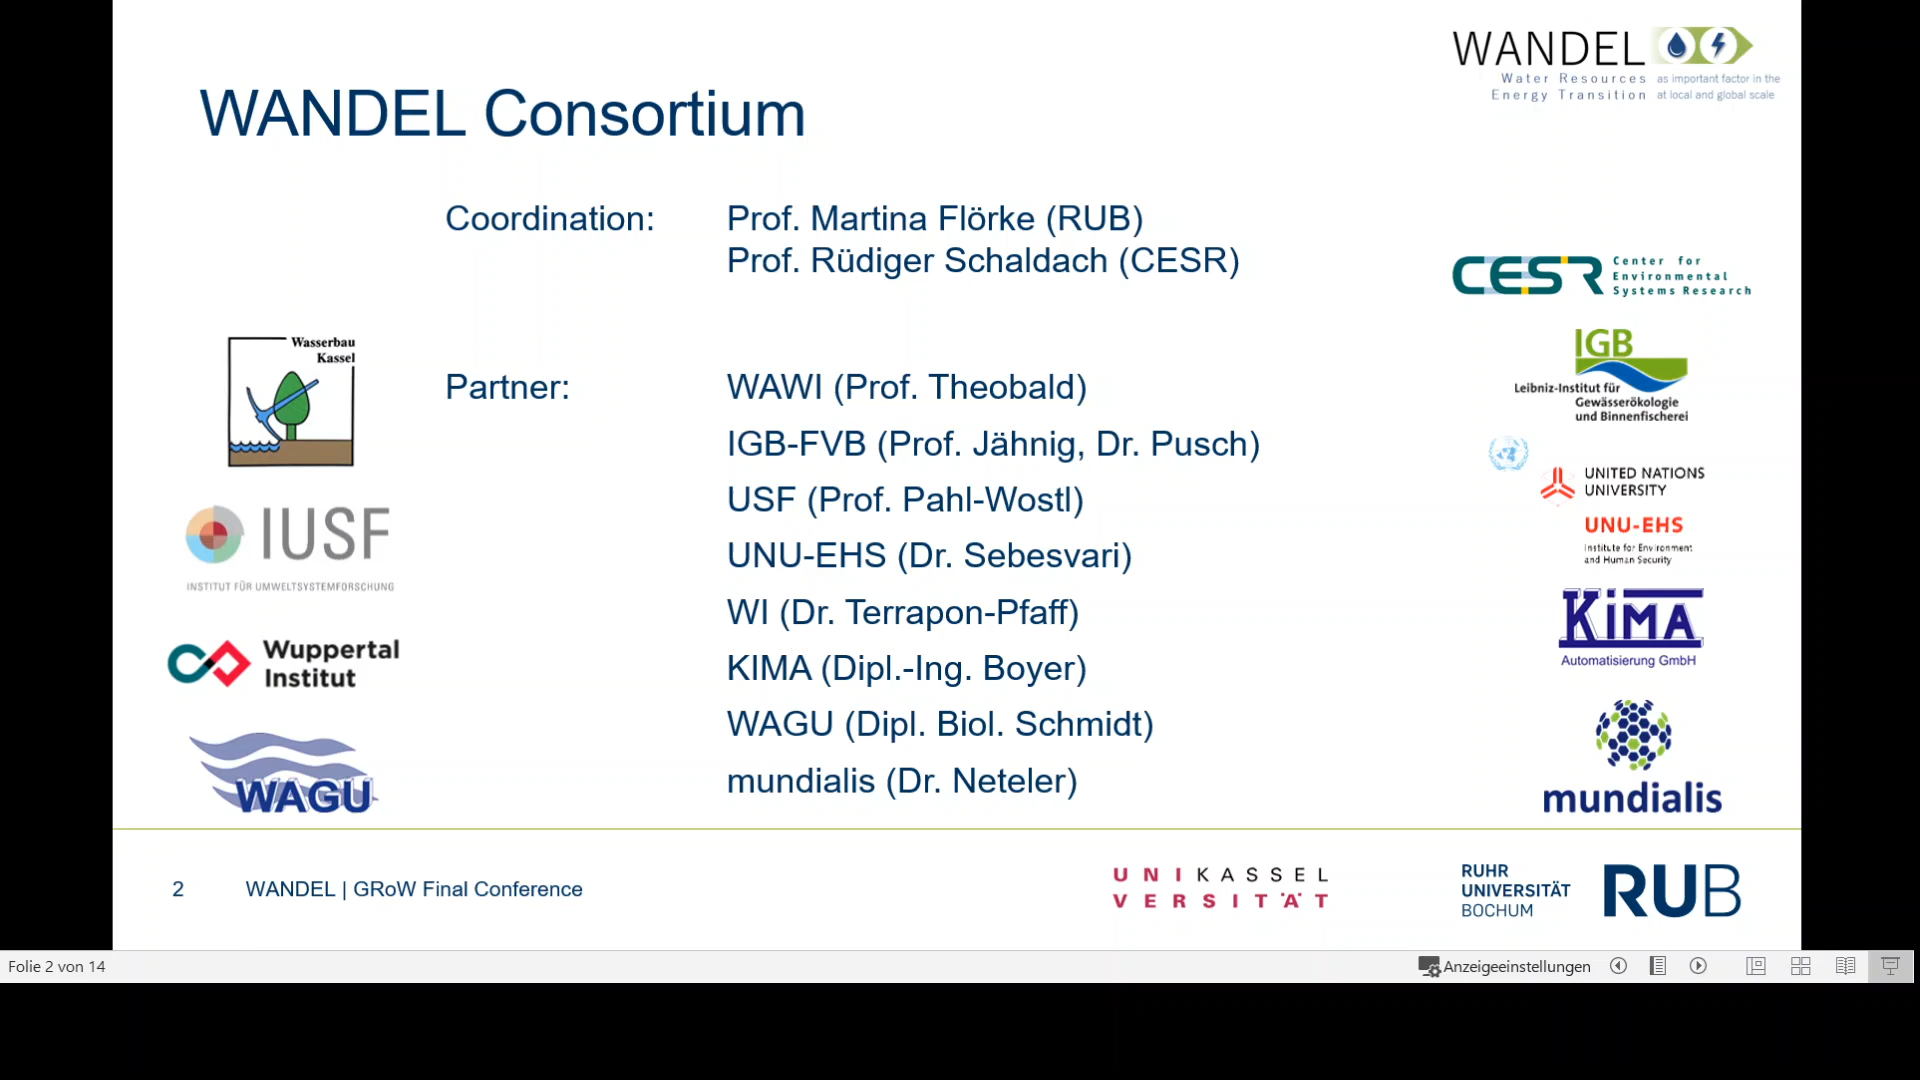 WANDEL
Water Resources as important factor in the
Energy Transition at local and global scale
WANDEL Consortium
Coordination: Prof. Martina Flörke (RUB)
Prof. Rüdiger Schaldach (CESR)
CESR Center for
Environmental
Systems Research
Wasserbau
Kassel
IGB
Leibniz-Institut für
Gewässerökologie
und Binnenfischerei
Partner: WAWI (Prof. Theobald)
IGB-FVB (Prof. Jähnig, Dr. Pusch)
USF (Prof. Pahl-Wostl)
UNU-EHS (Dr. Sebesvari)
WI (Dr. Terrapon-Pfaff)
KIMA (Dipl.-Ing. Boyer)
WAGU (Dipl. Biol. Schmidt)
mundialis (Dr. Neteler)
UNITED NATIONS
UNIVERSITY
UNU-EHS
Institute for Environment
and Human Security
IUSF
INSTITUT FÜR UMWELTSYSTEMFORSCHUNG
KiMA
Automatisierung GmbH
Wuppertal
Institut
WAGU
mundialis
2 WANDEL | GRoW Final Conference
UNIKASSEL
VERSITÄT
RUHR
UNIVERSITÄT
BOCHUM
RUB
Folie 2 von 14
Anzeigeeinstellungen